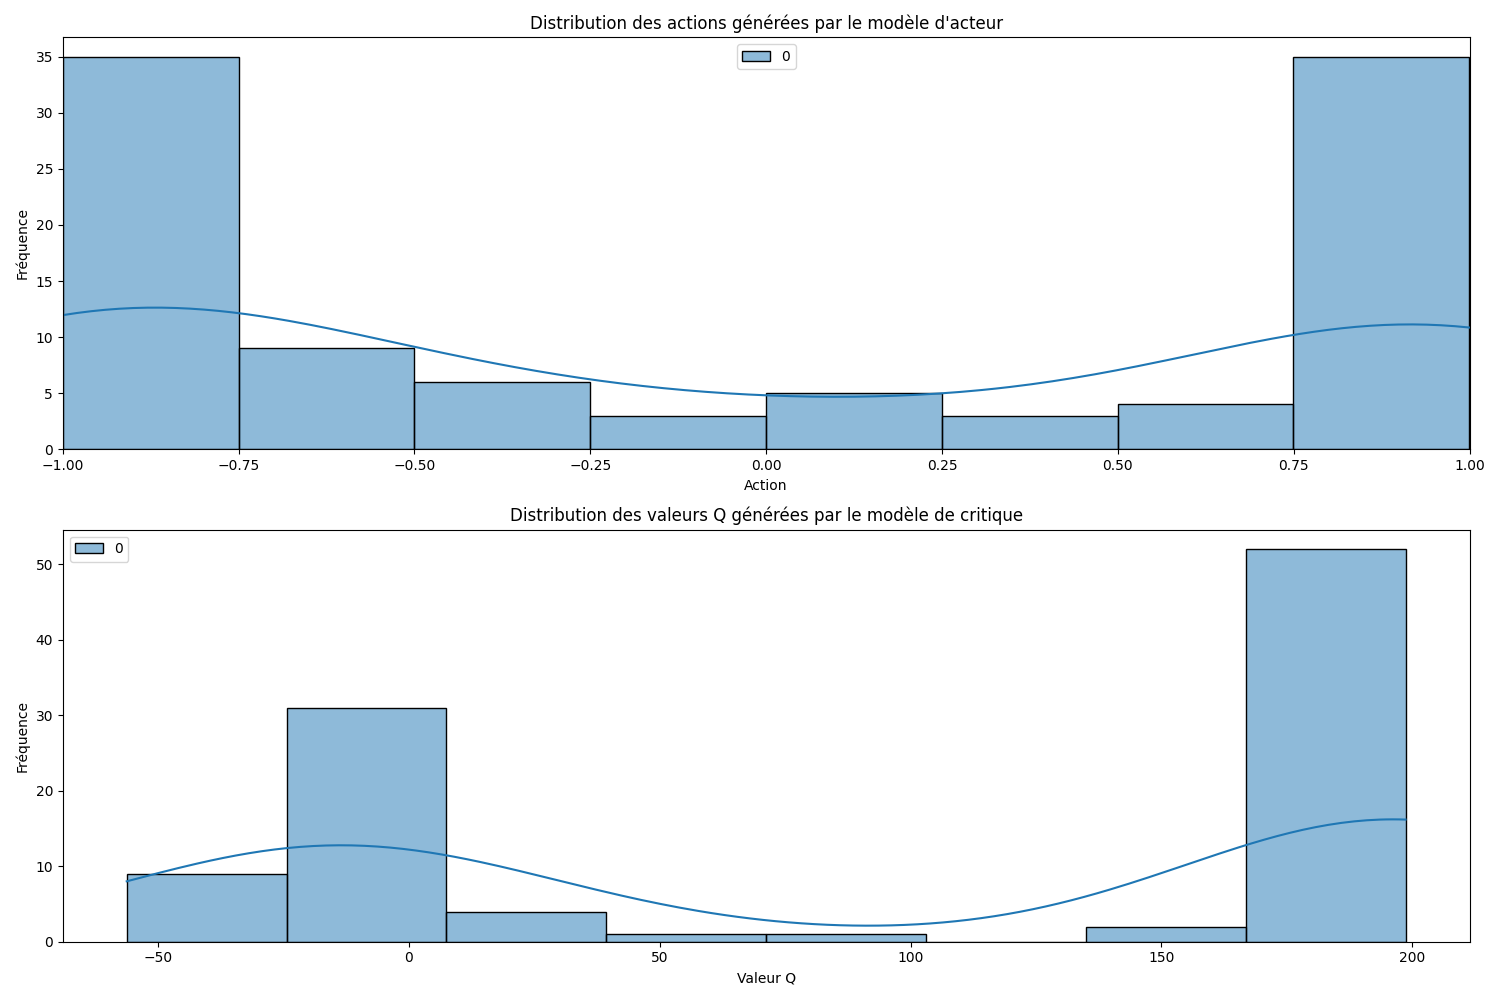 Distribution des actions générées par le modèle d'acteur
0
35
30
25
20
15
10
5
0
Fréquence
−1.00 −0.75 −0.50 −0.25 0.00 0.25 0.50 0.75 1.00
Action
Distribution des valeurs Q générées par le modèle de critique
0
50
40
30
20
10
0
Fréquence
−50 0 50 100 150 200
Valeur Q